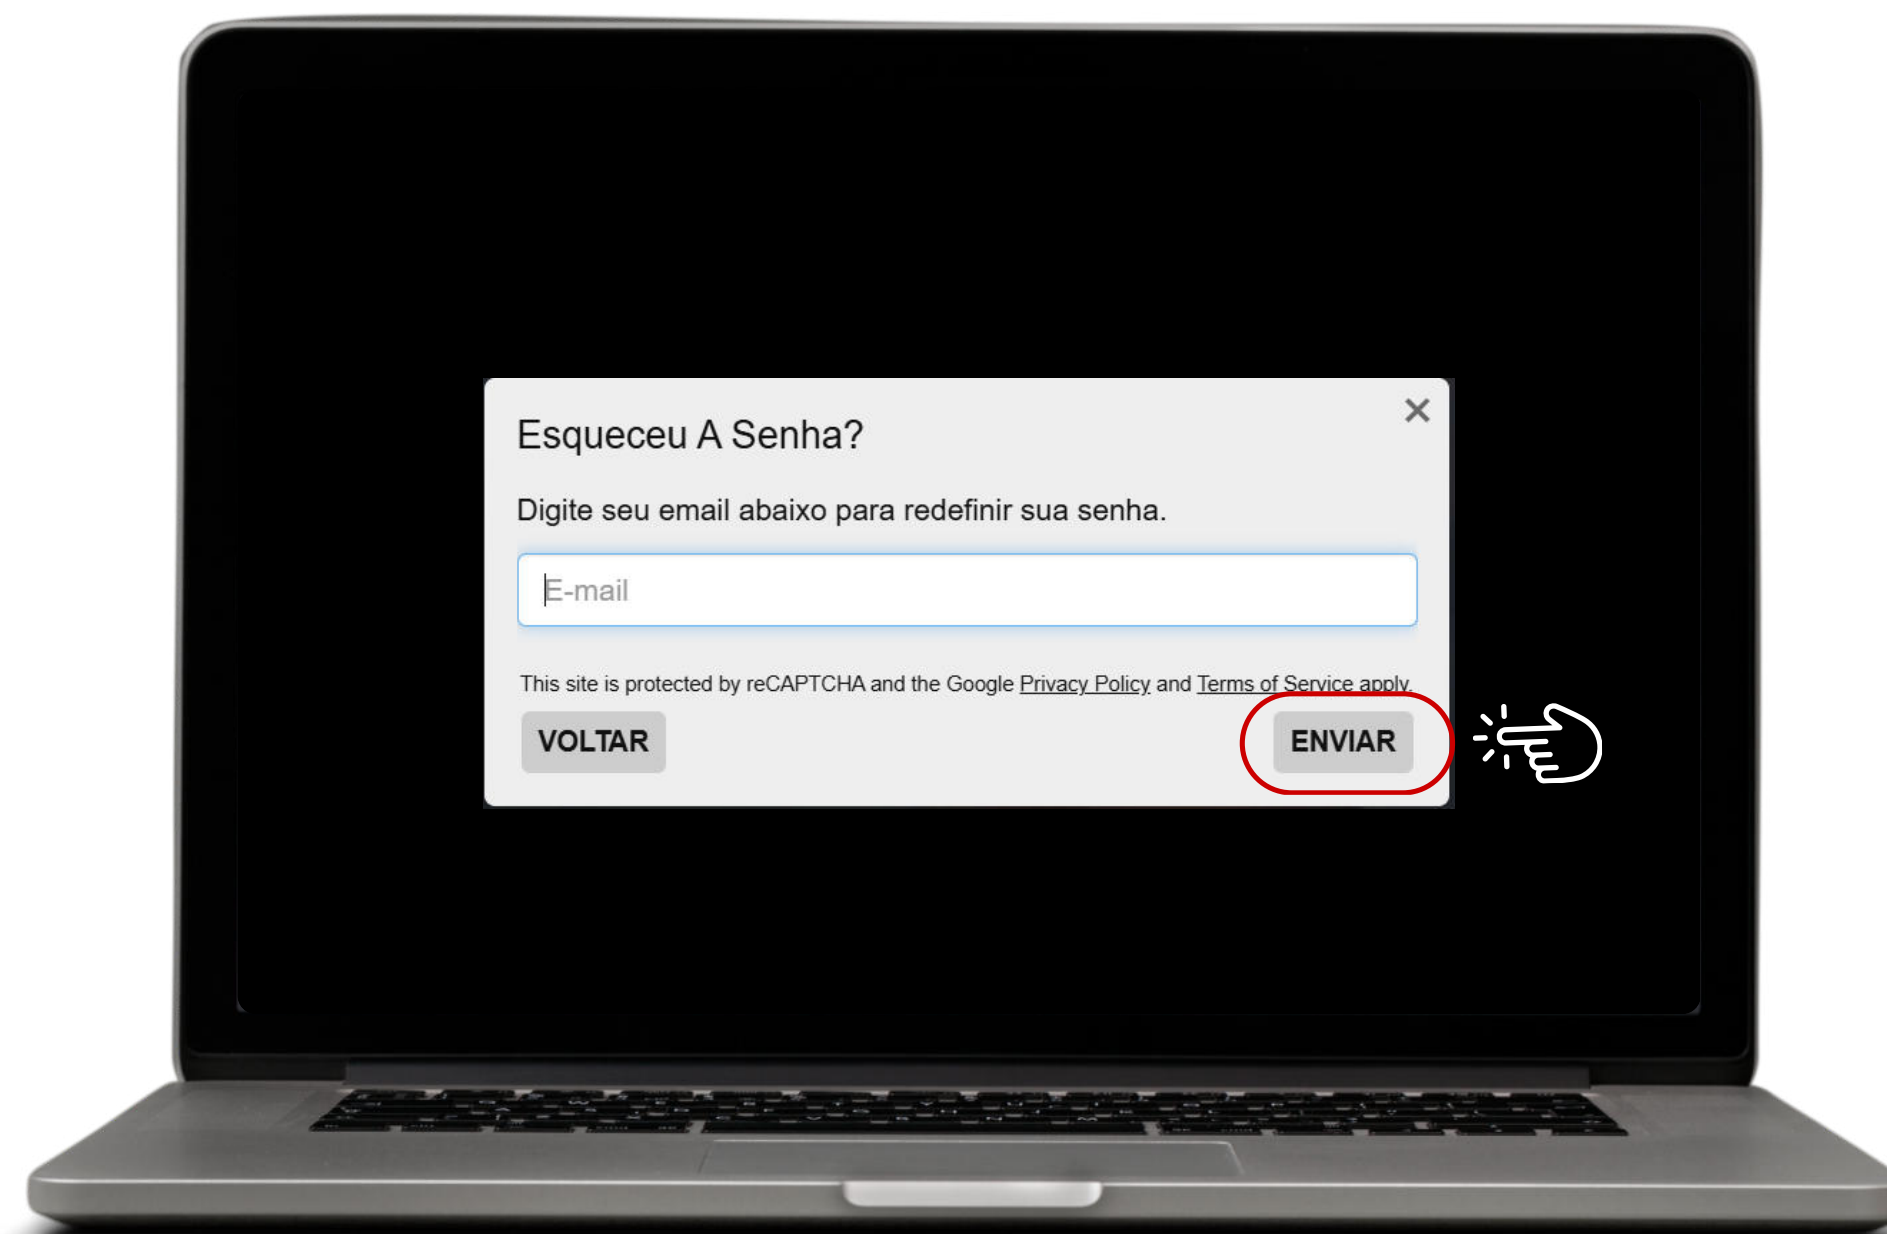 Esqueceu A Senha?
Digite seu email abaixo para redefinir sua senha.
E-mail
This site is protected by reCAPTCHA and the Google Privacy Policy and Terms of Service apply.
VOLTAR
ENVIAR